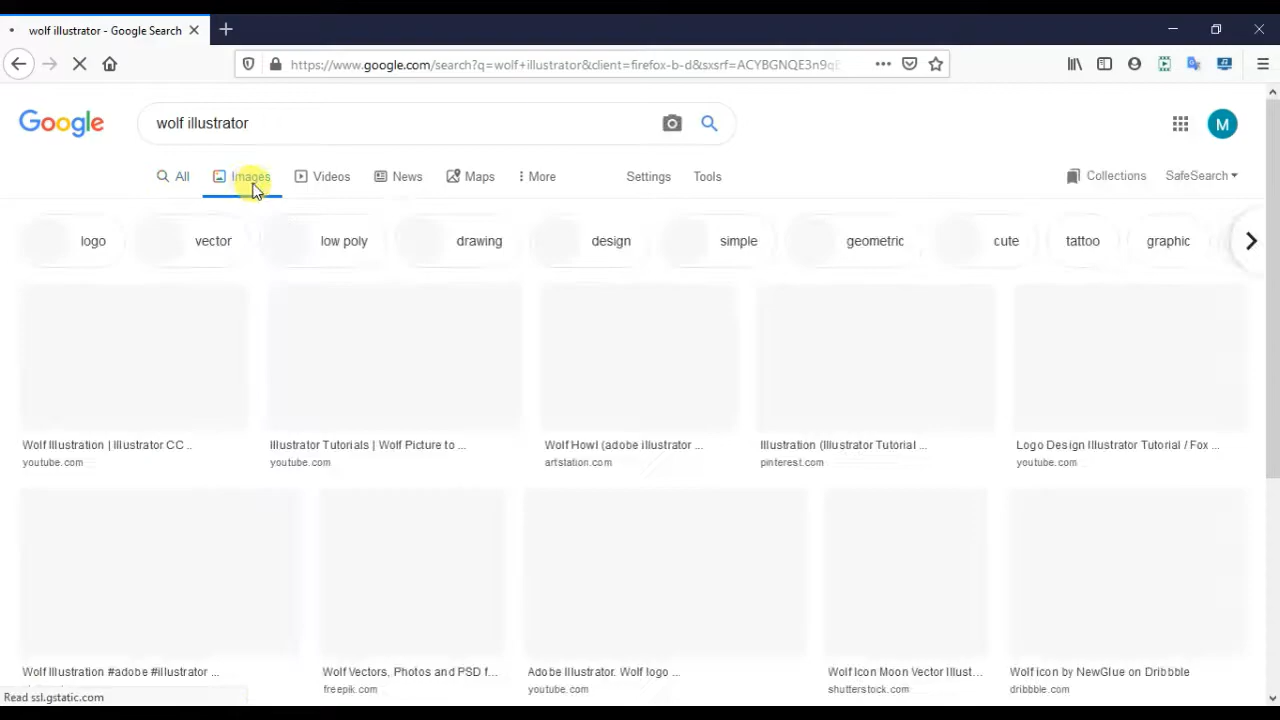 wolf illustrator - Google Search
https://www.google.com/search?q=wolf+illustrator&client=firefox-b-d&sxsrf=ACYBGNQE3n9q
Google
wolf illustrator
M
All Images Videos News Maps More Settings Tools Collections SafeSearch
logo vector low poly drawing design simple geometric cute tattoo graphic
Wolf Illustration | Illustrator CC ..
youtube.com
Illustrator Tutorials | Wolf Picture to ...
youtube.com
Wolf Howl (adobe illustrator ...
artstation.com
Illustration (Illustrator Tutorial ...
pinterest.com
Logo Design Illustrator Tutorial / Fox ...
youtube.com
Wolf Illustration #adobe #illustrator ...
Wolf Vectors, Photos and PSD f...
freepik.com
Adobe Illustrator. Wolf logo ...
youtube.com
Wolf Icon Moon Vector Illust...
shutterstock.com
Wolf icon by NewGlue on Dribbble
dribbble.com
Read ssl.gstatic.com